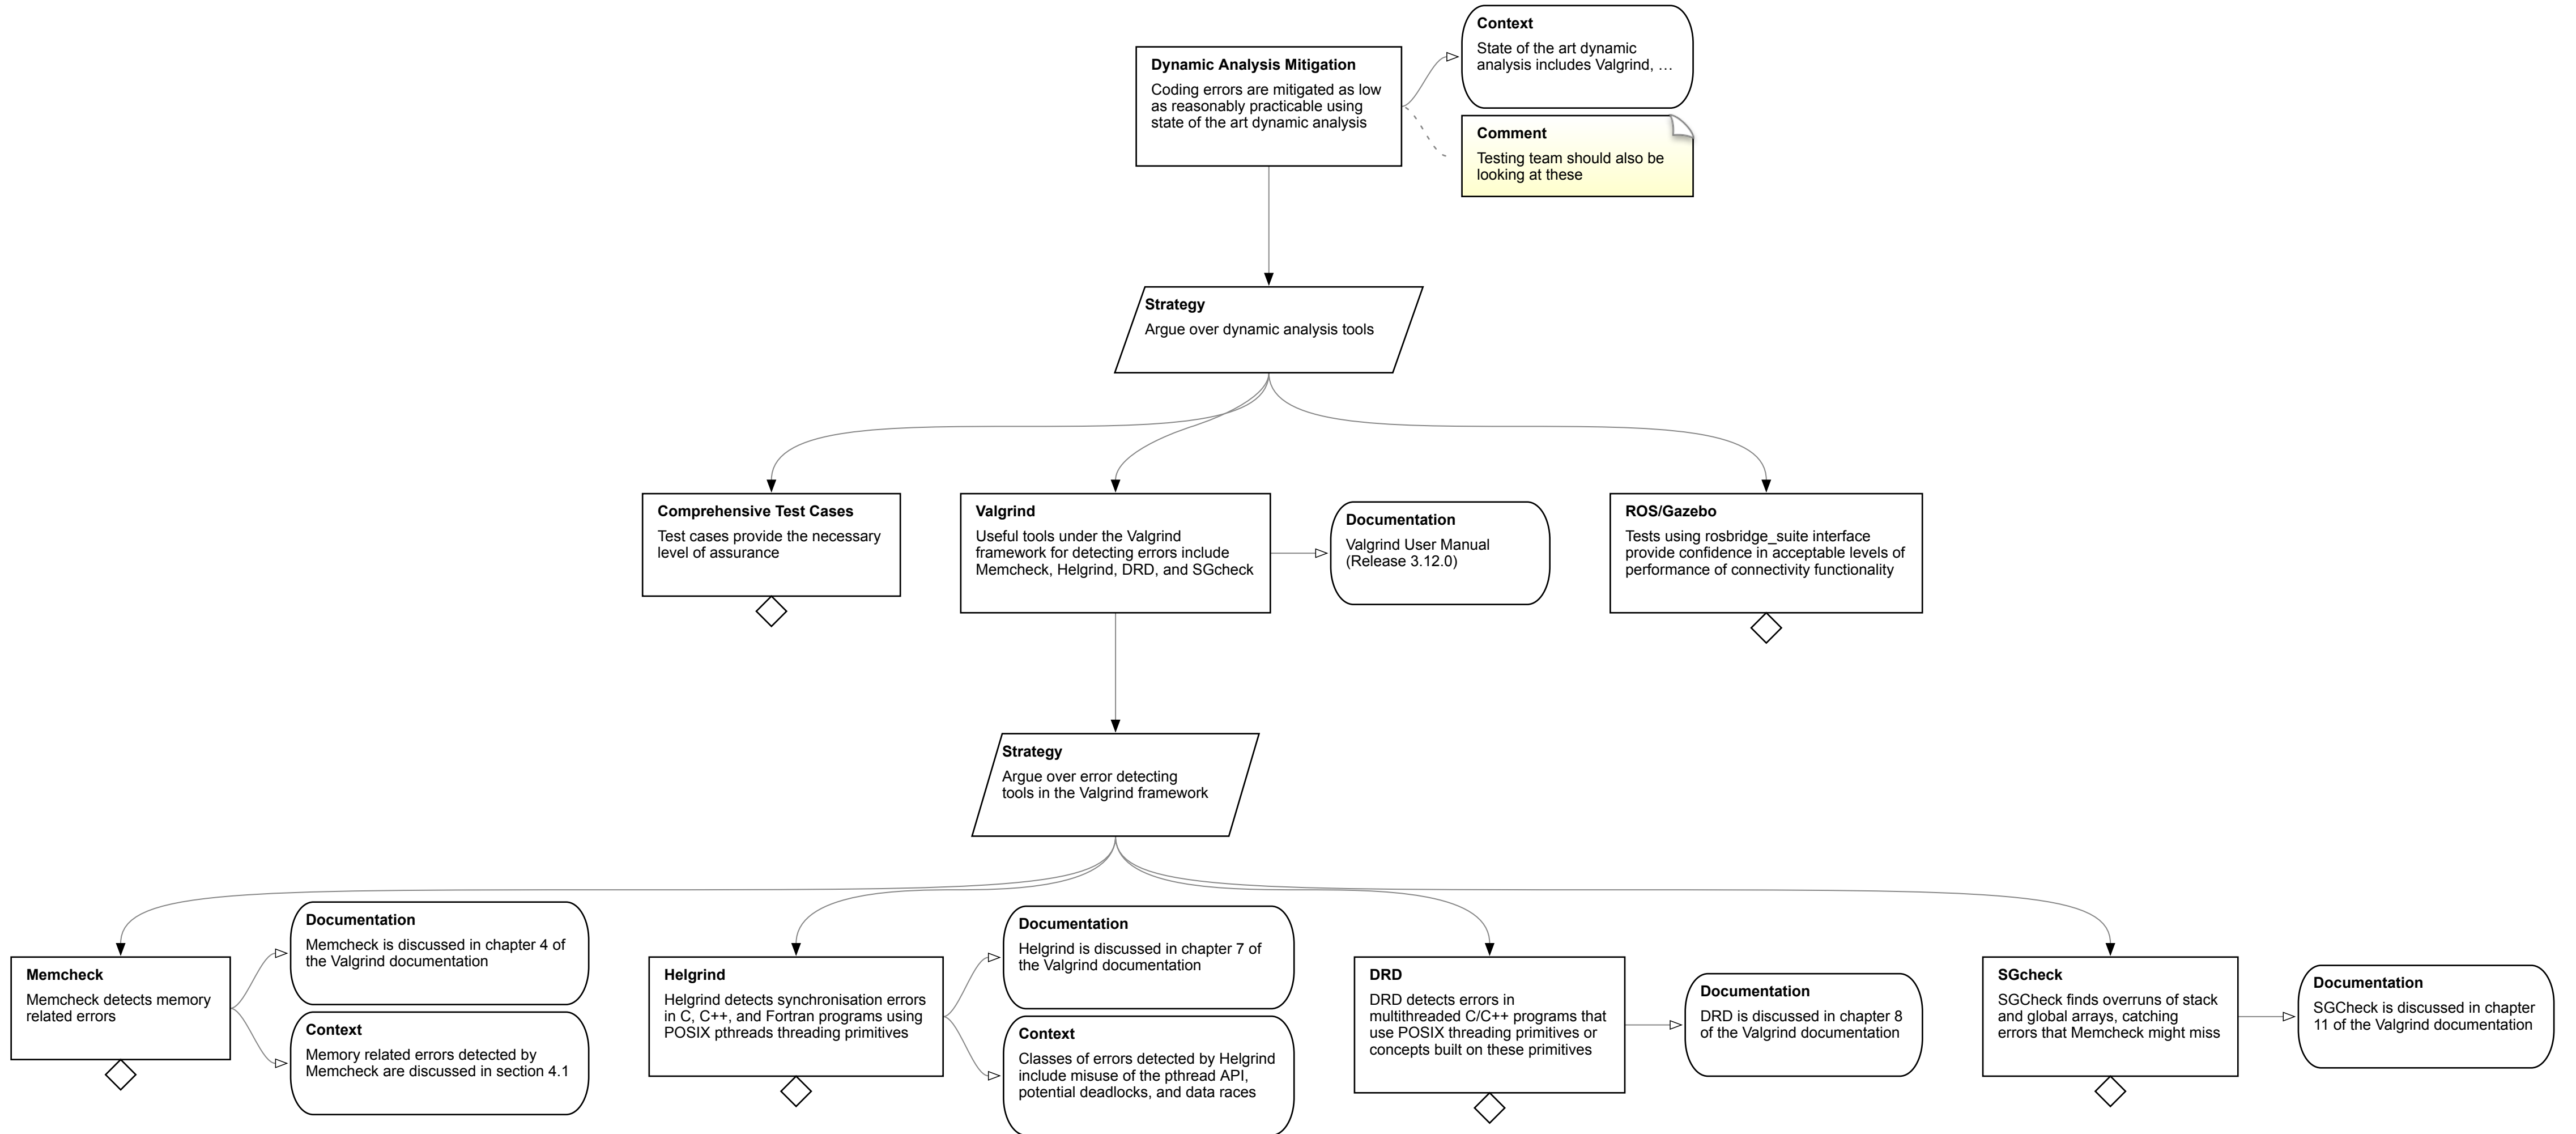 Context
State of the art dynamic
analysis includes Valgrind, …
Dynamic Analysis Mitigation
Coding errors are mitigated as low
as reasonably practicable using
state of the art dynamic analysis
Comment
Testing team should also be
looking at these
Strategy
Argue over dynamic analysis tools
Comprehensive Test Cases
Test cases provide the necessary
level of assurance
Valgrind
Useful tools under the Valgrind
framework for detecting errors include
Memcheck, Helgrind, DRD, and SGcheck
Documentation
Valgrind User Manual
(Release 3.12.0)
ROS/Gazebo
Tests using rosbridge_suite interface
provide confidence in acceptable levels of
performance of connectivity functionality
Strategy
Argue over error detecting
tools in the Valgrind framework
Memcheck
Memcheck detects memory
related errors
Documentation
Memcheck is discussed in chapter 4 of
the Valgrind documentation
Context
Memory related errors detected by
Memcheck are discussed in section 4.1
Helgrind
Helgrind detects synchronisation errors
in C, C++, and Fortran programs using
POSIX pthreads threading primitives
Documentation
Helgrind is discussed in chapter 7 of
the Valgrind documentation
Context
Classes of errors detected by Helgrind
include misuse of the pthread API,
potential deadlocks, and data races
DRD
DRD detects errors in
multithreaded C/C++ programs that
use POSIX threading primitives or
concepts built on these primitives
Documentation
DRD is discussed in chapter 8
of the Valgrind documentation
SGcheck
SGCheck finds overruns of stack
and global arrays, catching
errors that Memcheck might miss
Documentation
SGCheck is discussed in chapter
11 of the Valgrind documentation